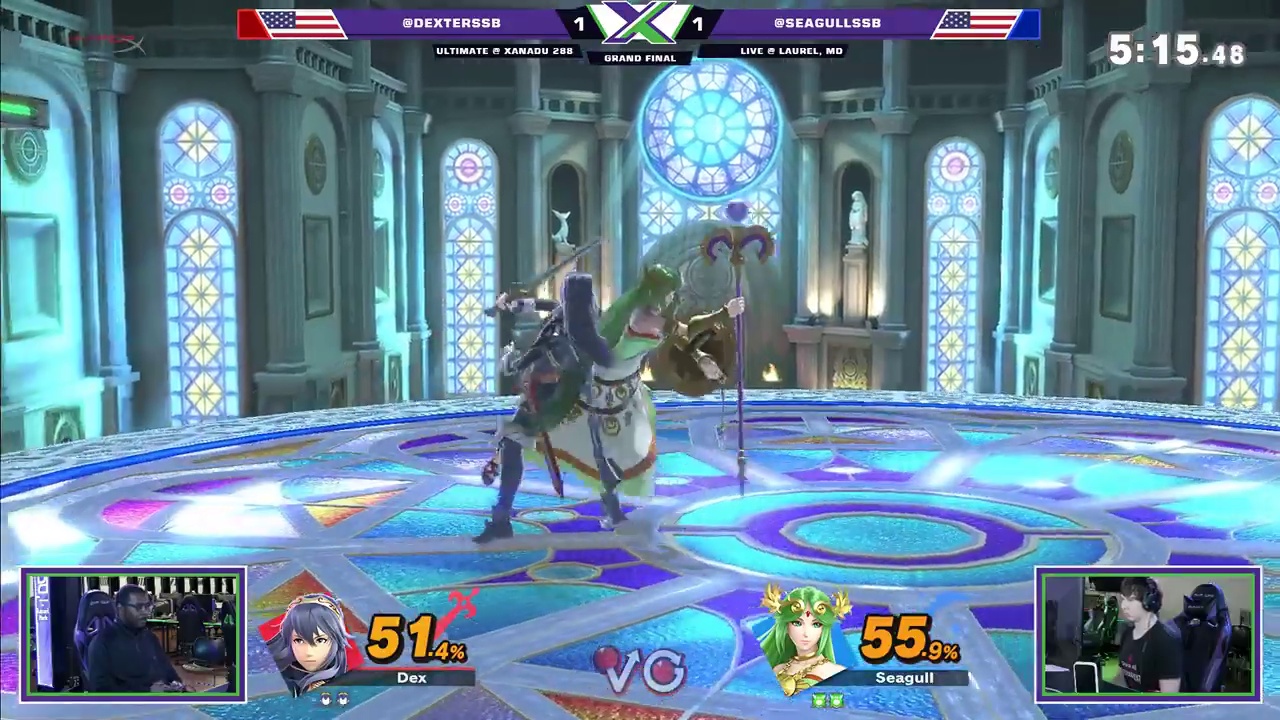 @DEXTERSSB 1 1 @SEAGULLSSB
ULTIMATE @ XANADU 288 GRAND FINAL LIVE @ LAUREL, MD
5:15.48
51.4% 55.9%
Dex Seagull